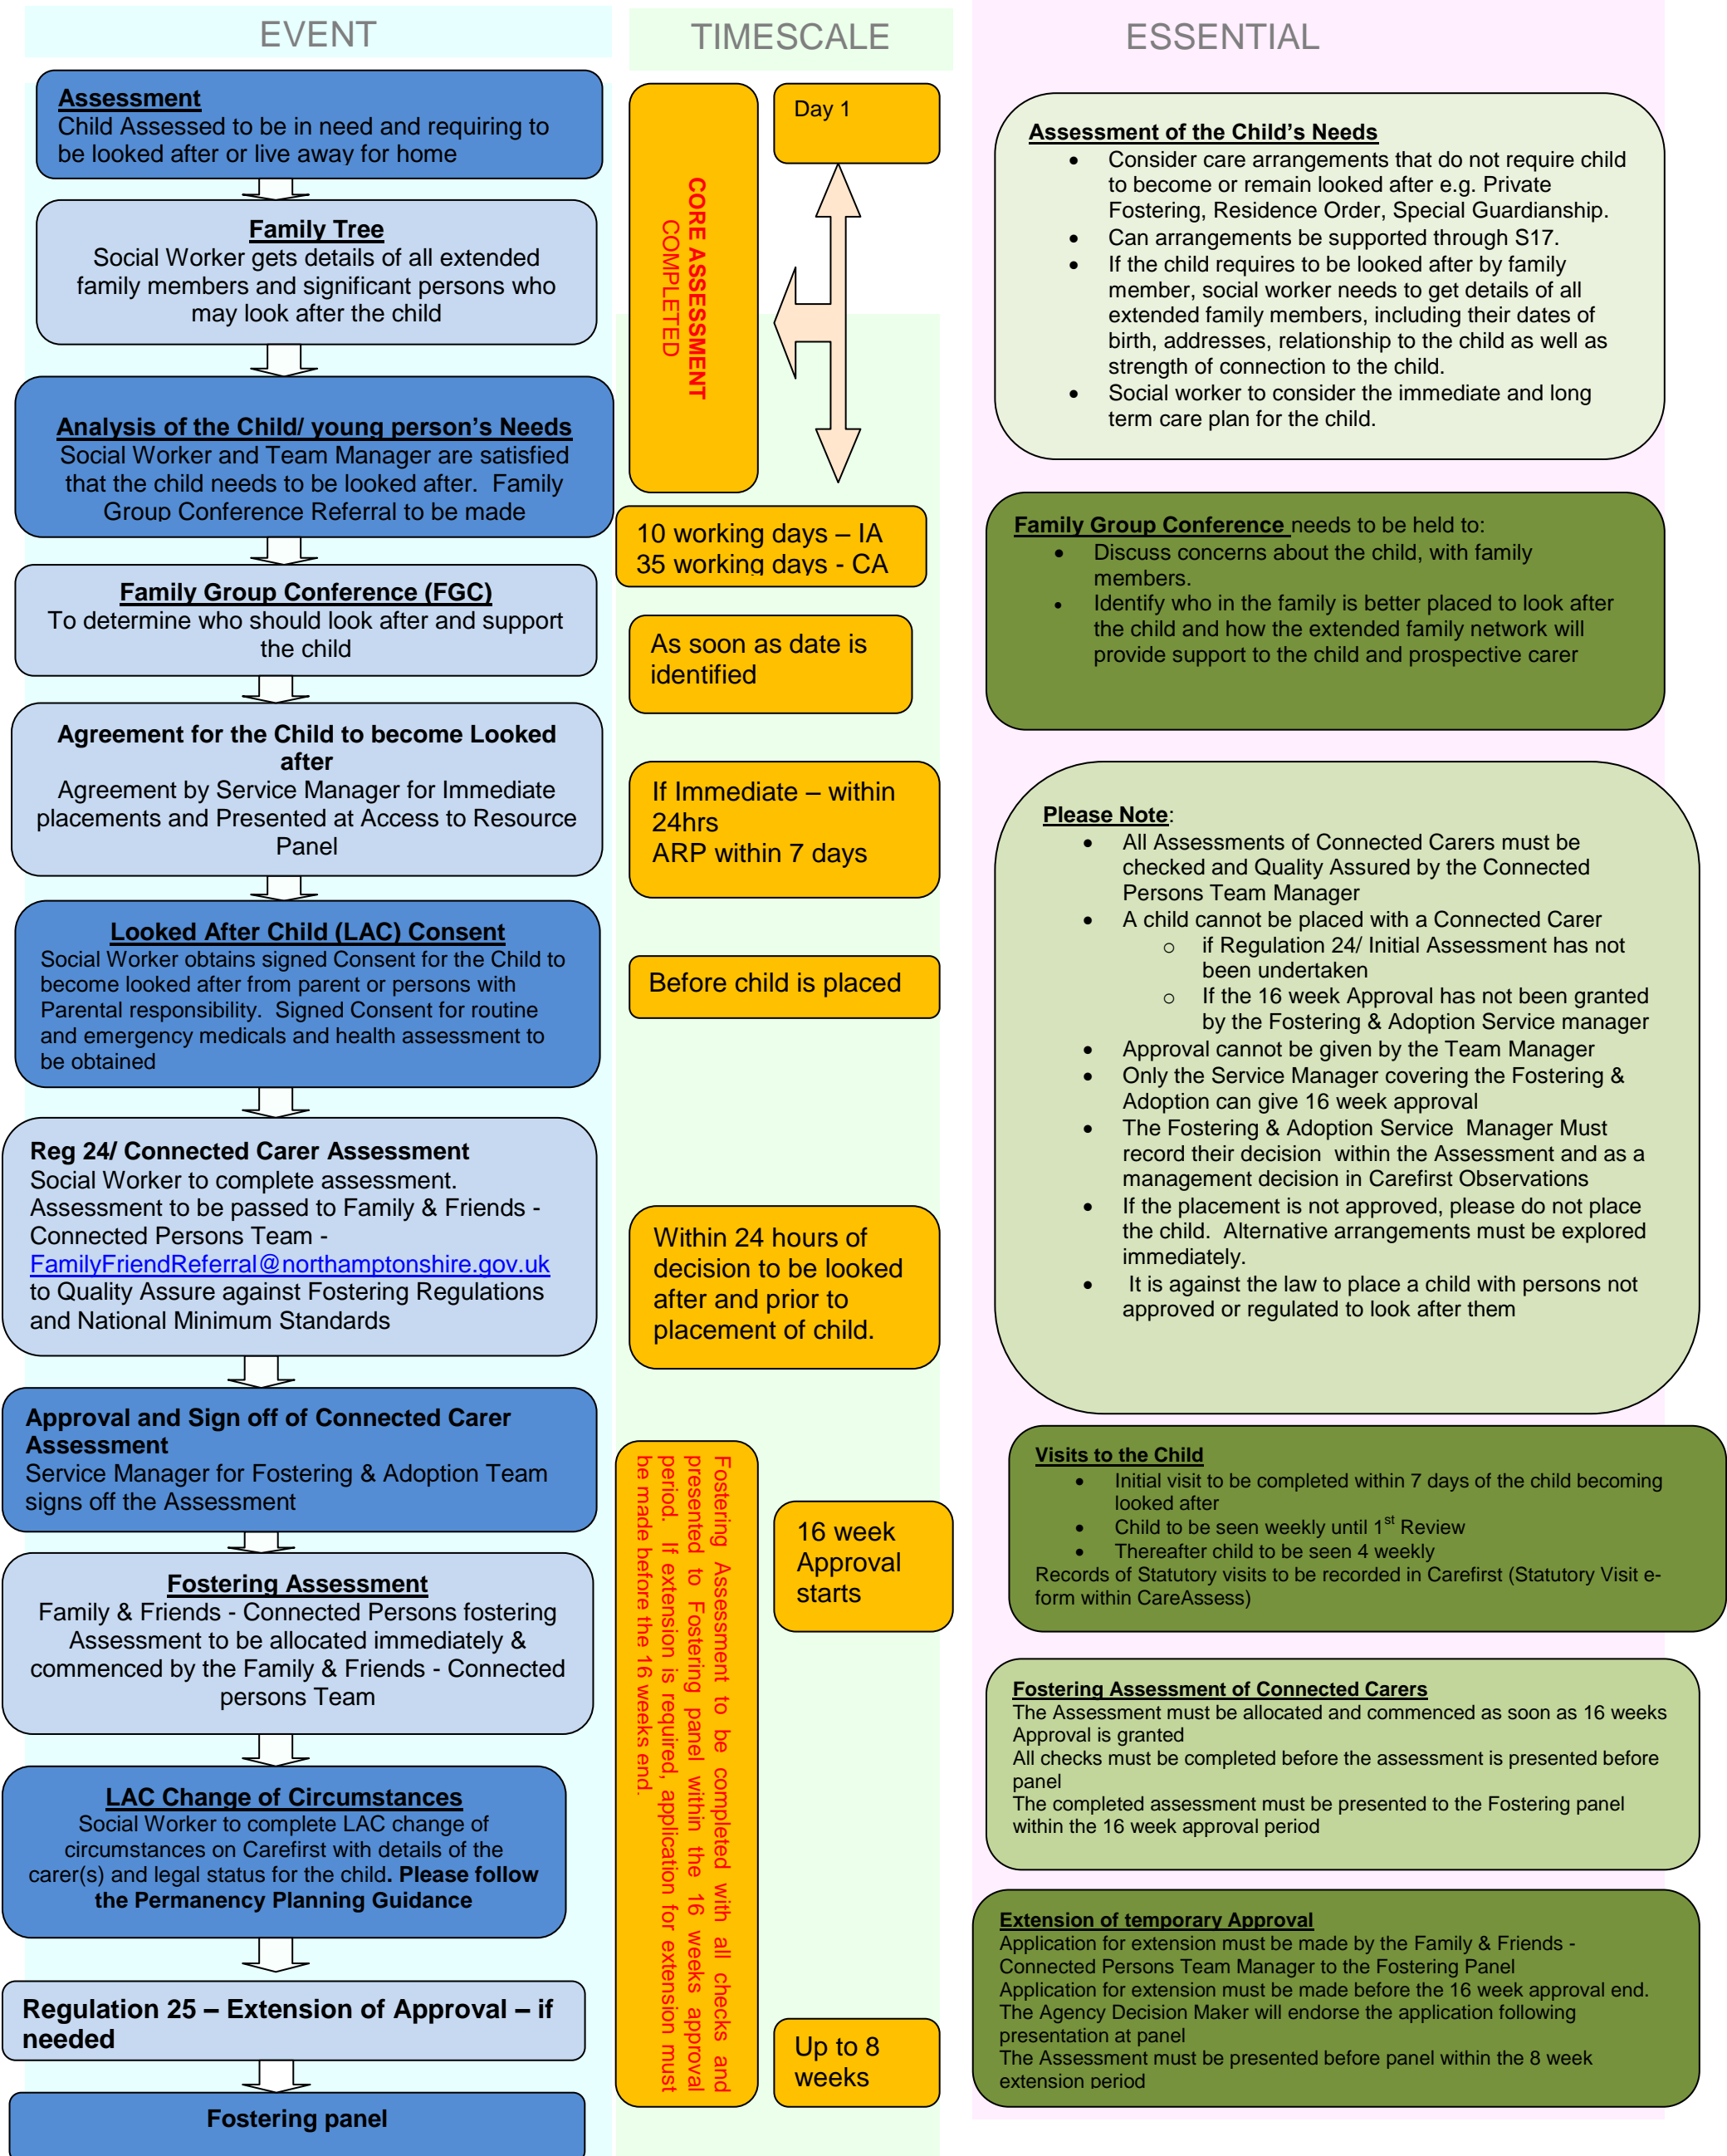 EVENT
TIMESCALE
ESSENTIAL
Assessment
Child Assessed to be in need and requiring to
be looked after or live away for home
Family Tree
Social Worker gets details of all extended
family members and significant persons who
may look after the child
Analysis of the Child/ young person's Needs
Social Worker and Team Manager are satisfied
that the child needs to be looked after. Family
Group Conference Referral to be made
Family Group Conference (FGC)
To determine who should look after and support
the child
Agreement for the Child to become Looked
after
Agreement by Service Manager for Immediate
placements and Presented at Access to Resource
Panel
Looked After Child (LAC) Consent
Social Worker obtains signed Consent for the Child to
become looked after from parent or persons with
Parental responsibility. Signed Consent for routine
and emergency medicals and health assessment to
be obtained
Reg 24/ Connected Carer Assessment
Social Worker to complete assessment.
Assessment to be passed to Family & Friends -
Connected Persons Team -
FamilyFriendReferral@northamptonshire.gov.uk
to Quality Assure against Fostering Regulations
and National Minimum Standards
Approval and Sign off of Connected Carer
Assessment
Service Manager for Fostering & Adoption Team
signs off the Assessment
Fostering Assessment
Family & Friends - Connected Persons fostering
Assessment to be allocated immediately &
commenced by the Family & Friends - Connected
persons Team
LAC Change of Circumstances
Social Worker to complete LAC change of
circumstances on Carefirst with details of the
carer(s) and legal status for the child. Please follow
the Permanency Planning Guidance
Regulation 25 – Extension of Approval – if
needed
Fostering panel
CORE ASSESSMENT
COMPLETED
Day 1
10 working days – IA
35 working days - CA
As soon as date is
identified
If Immediate – within
24hrs
ARP within 7 days
Before child is placed
Within 24 hours of
decision to be looked
after and prior to
placement of child.
Fostering Assessment to be completed with all checks and
presented to Fostering panel within the 16 weeks approval
period. If extension is required, application for extension must
be made before the 16 weeks end.
16 week
Approval
starts
Up to 8
weeks
Assessment of the Child's Needs
• Consider care arrangements that do not require child
to become or remain looked after e.g. Private
Fostering, Residence Order, Special Guardianship.
• Can arrangements be supported through S17.
• If the child requires to be looked after by family
member, social worker needs to get details of all
extended family members, including their dates of
birth, addresses, relationship to the child as well as
strength of connection to the child.
• Social worker to consider the immediate and long
term care plan for the child.
Family Group Conference needs to be held to:
• Discuss concerns about the child, with family
members.
• Identify who in the family is better placed to look after
the child and how the extended family network will
provide support to the child and prospective carer
Please Note:
• All Assessments of Connected Carers must be
checked and Quality Assured by the Connected
Persons Team Manager
• A child cannot be placed with a Connected Carer
o if Regulation 24/ Initial Assessment has not
been undertaken
o If the 16 week Approval has not been granted
by the Fostering & Adoption Service manager
• Approval cannot be given by the Team Manager
• Only the Service Manager covering the Fostering &
Adoption can give 16 week approval
• The Fostering & Adoption Service Manager Must
record their decision within the Assessment and as a
management decision in Carefirst Observations
• If the placement is not approved, please do not place
the child. Alternative arrangements must be explored
immediately.
• It is against the law to place a child with persons not
approved or regulated to look after them
Visits to the Child
• Initial visit to be completed within 7 days of the child becoming
looked after
• Child to be seen weekly until 1st Review
• Thereafter child to be seen 4 weekly
Records of Statutory visits to be recorded in Carefirst (Statutory Visit e-
form within CareAssess)
Fostering Assessment of Connected Carers
The Assessment must be allocated and commenced as soon as 16 weeks
Approval is granted
All checks must be completed before the assessment is presented before
panel
The completed assessment must be presented to the Fostering panel
within the 16 week approval period
Extension of temporary Approval
Application for extension must be made by the Family & Friends -
Connected Persons Team Manager to the Fostering Panel
Application for extension must be made before the 16 week approval end.
The Agency Decision Maker will endorse the application following
presentation at panel
The Assessment must be presented before panel within the 8 week
extension period